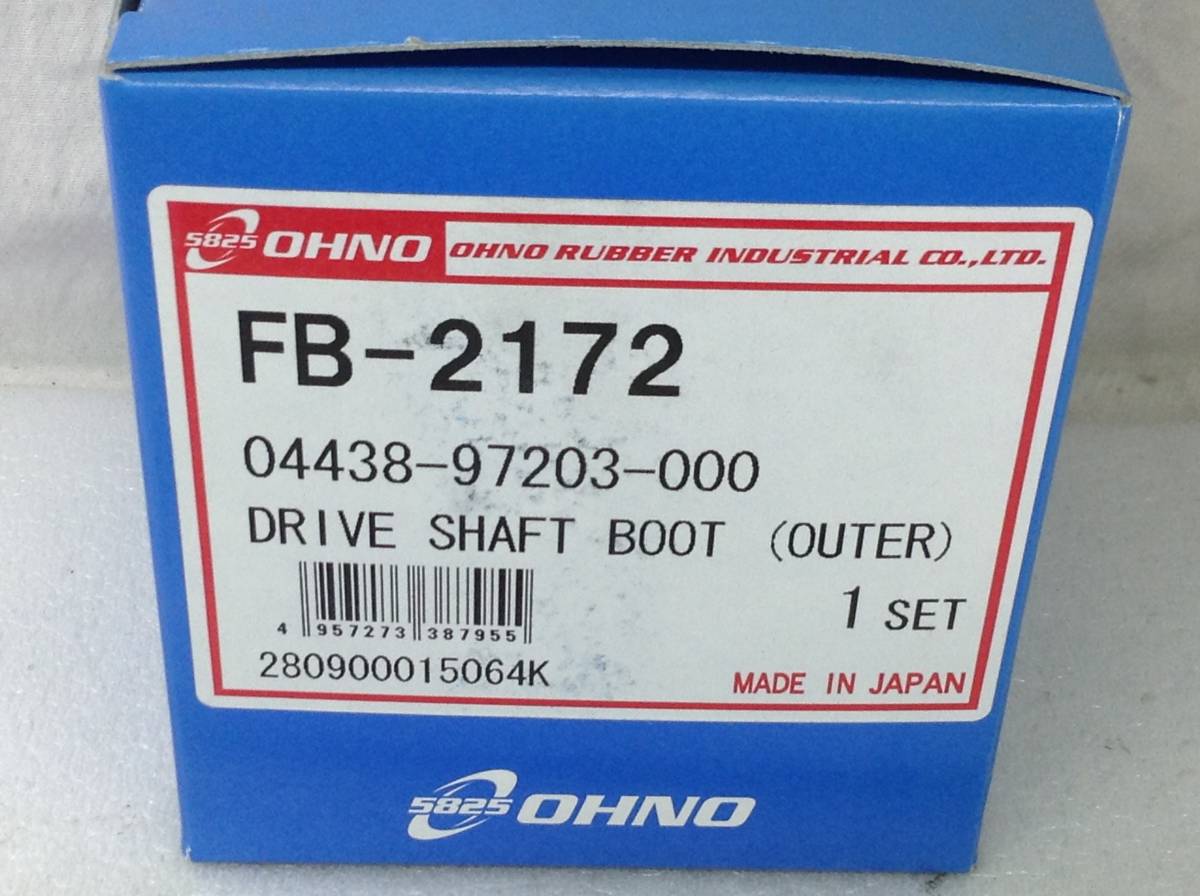 5825 OHNO OHNO RUBBER INDUSTRIAL CO.,LTD.
FB-2172
04438-97203-000
DRIVE SHAFT BOOT (OUTER)
1 SET
4 957273 387955
280900015064K
MADE IN JAPAN
5825 OHNO